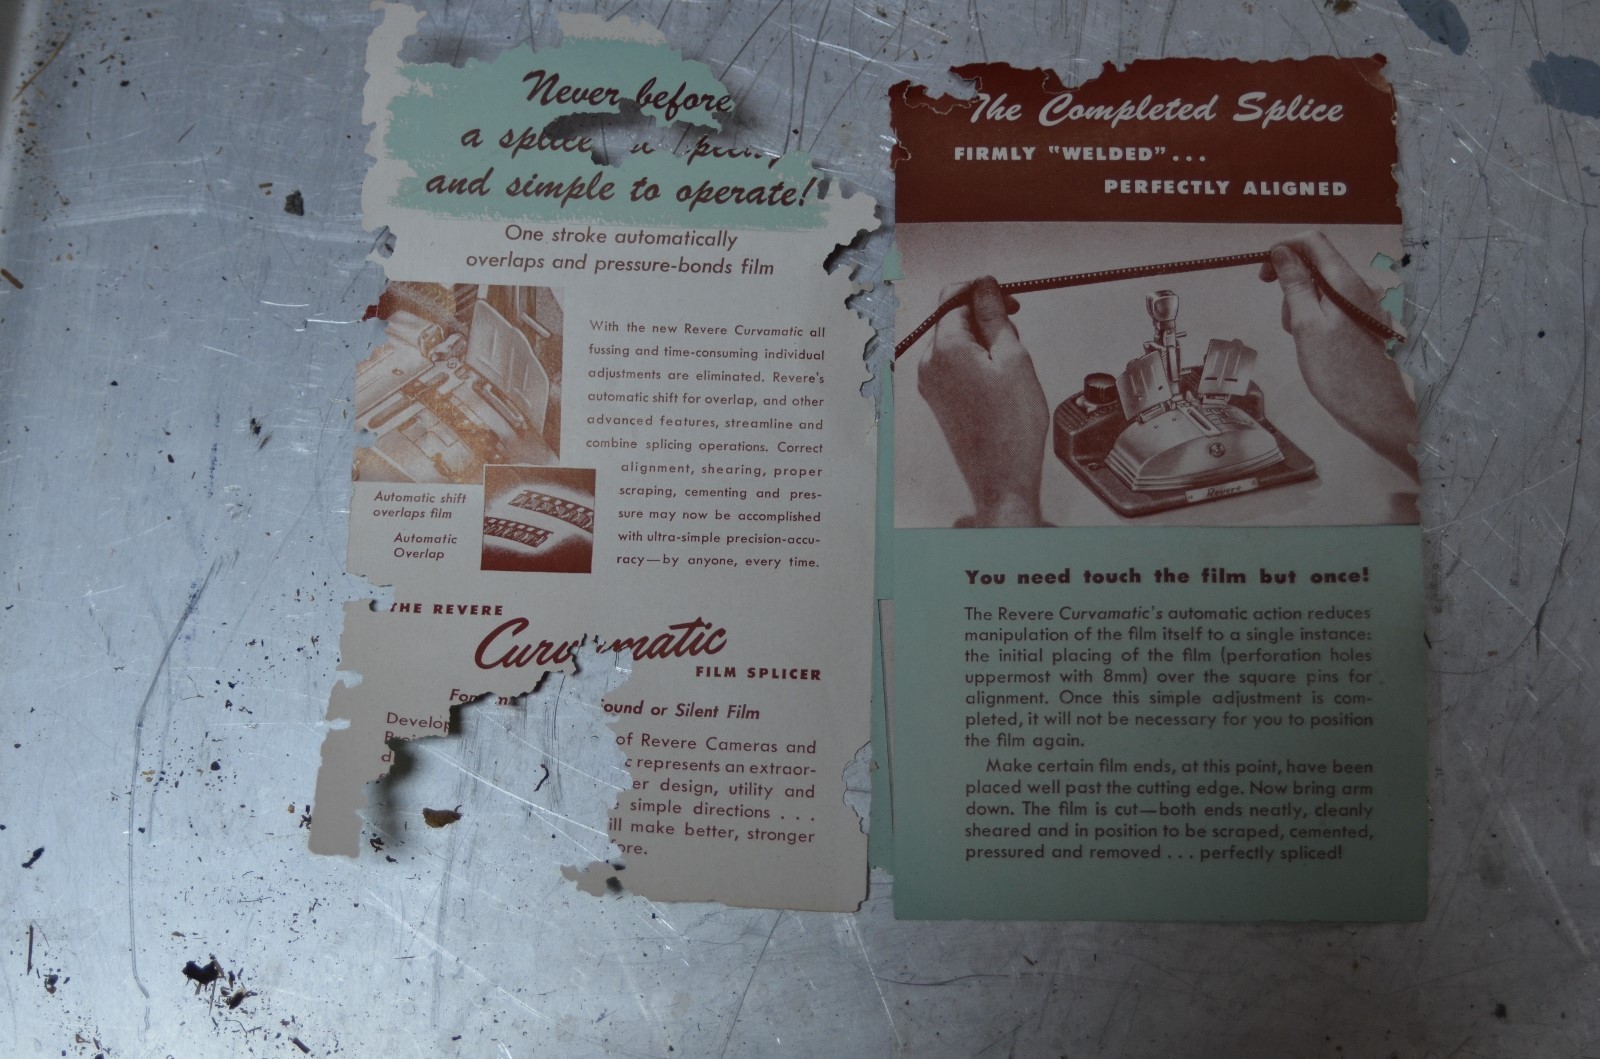 Never before
a splice
and simple to operate!
One stroke automatically
overlaps and pressure-bonds film
With the new Revere Curvamatic all
fussing and time-consuming individual
adjustments are eliminated. Revere's
automatic shift for overlap, and other
advanced features, streamline and
combine splicing operations. Correct
alignment, shearing, proper
scraping, cementing and pres-
sure may now be accomplished
with ultra-simple precision-accu-
racy—by anyone, every time.
Automatic shift
overlaps film
Automatic
Overlap
THE REVERE
Curvamatic
FILM SPLICER
ound or Silent Film
Develop
of Revere Cameras and
c represents an extraor-
er design, utility and
simple directions . . .
ill make better, stronger
ore.
The Completed Splice
FIRMLY "WELDED" . . .
PERFECTLY ALIGNED
Revere
You need touch the film but once!
The Revere Curvamatic's automatic action reduces
manipulation of the film itself to a single instance:
the initial placing of the film (perforation holes
uppermost with 8mm) over the square pins for
alignment. Once this simple adjustment is com-
pleted, it will not be necessary for you to position
the film again.
Make certain film ends, at this point, have been
placed well past the cutting edge. Now bring arm
down. The film is cut—both ends neatly, cleanly
sheared and in position to be scraped, cemented,
pressured and removed . . . perfectly spliced!